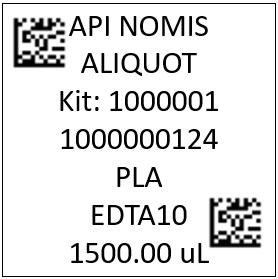 API NOMIS
ALIQUOT
Kit: 1000001
1000000124
PLA
EDTA10
1500.00 uL